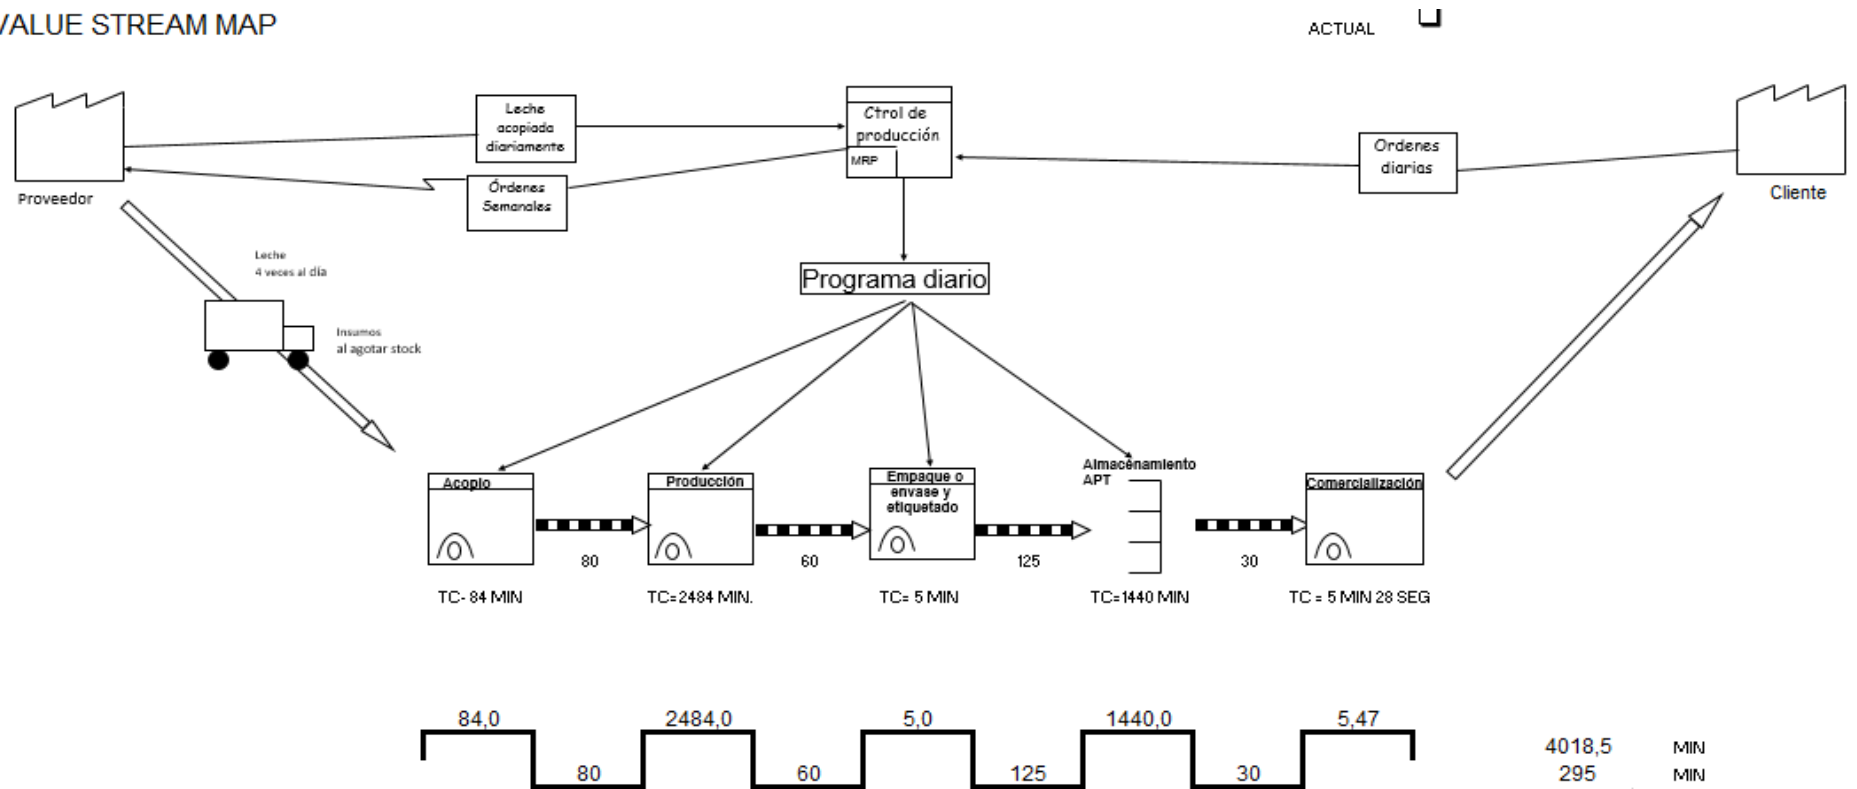 VALUE STREAM MAP
ACTUAL
Leche
acopiada
diariamente
Ctrol de
producción
MRP
Ordenes
diarias
Órdenes
Semanales
Proveedor
Cliente
Leche
4 veces al día
Programa diario
Insumos
al agotar stock
Acopio
Producción
Empaque o
envase y
etiquetado
Almacenamiento
APT
Comercialización
80
60
125
30
TC- 84 MIN
TC=2484 MIN.
TC= 5 MIN
TC=1440 MIN
TC = 5 MIN 28 SEG
84,0
2484,0
5,0
1440,0
5,47
4018,5 MIN
80
60
125
30
295 MIN